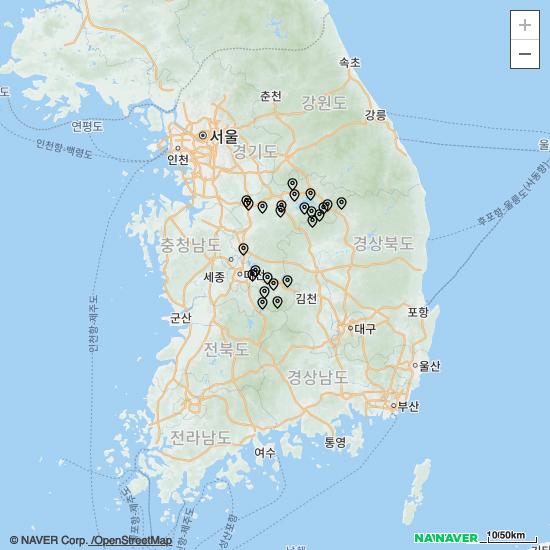 +
−
속초
춘천
강원도
강릉
연평도
서울
인천항-백령도
인천
경기도
후포항-울릉도(사동항)
충청남도
경상북도
세종
김천
인천항-제주도
군산
포항
대구
전북도
울산
경상남도
부산
전라남도
통영
여수
© NAVER Corp. /OpenStreetMap
NAVER
10/50km